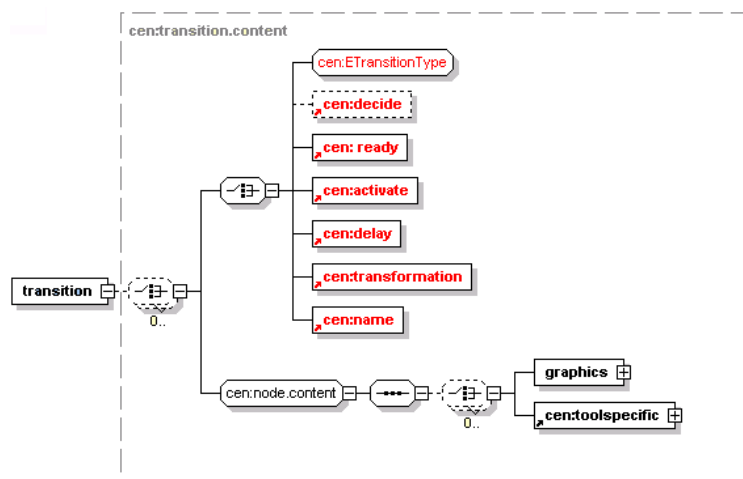 cen:transition.content
cen:ETransitionType
cen:decide
cen: ready
cen:activate
cen:delay
cen:transformation
transition
0..
cen:name
graphics
cen:node.content
cen:toolspecific
0..